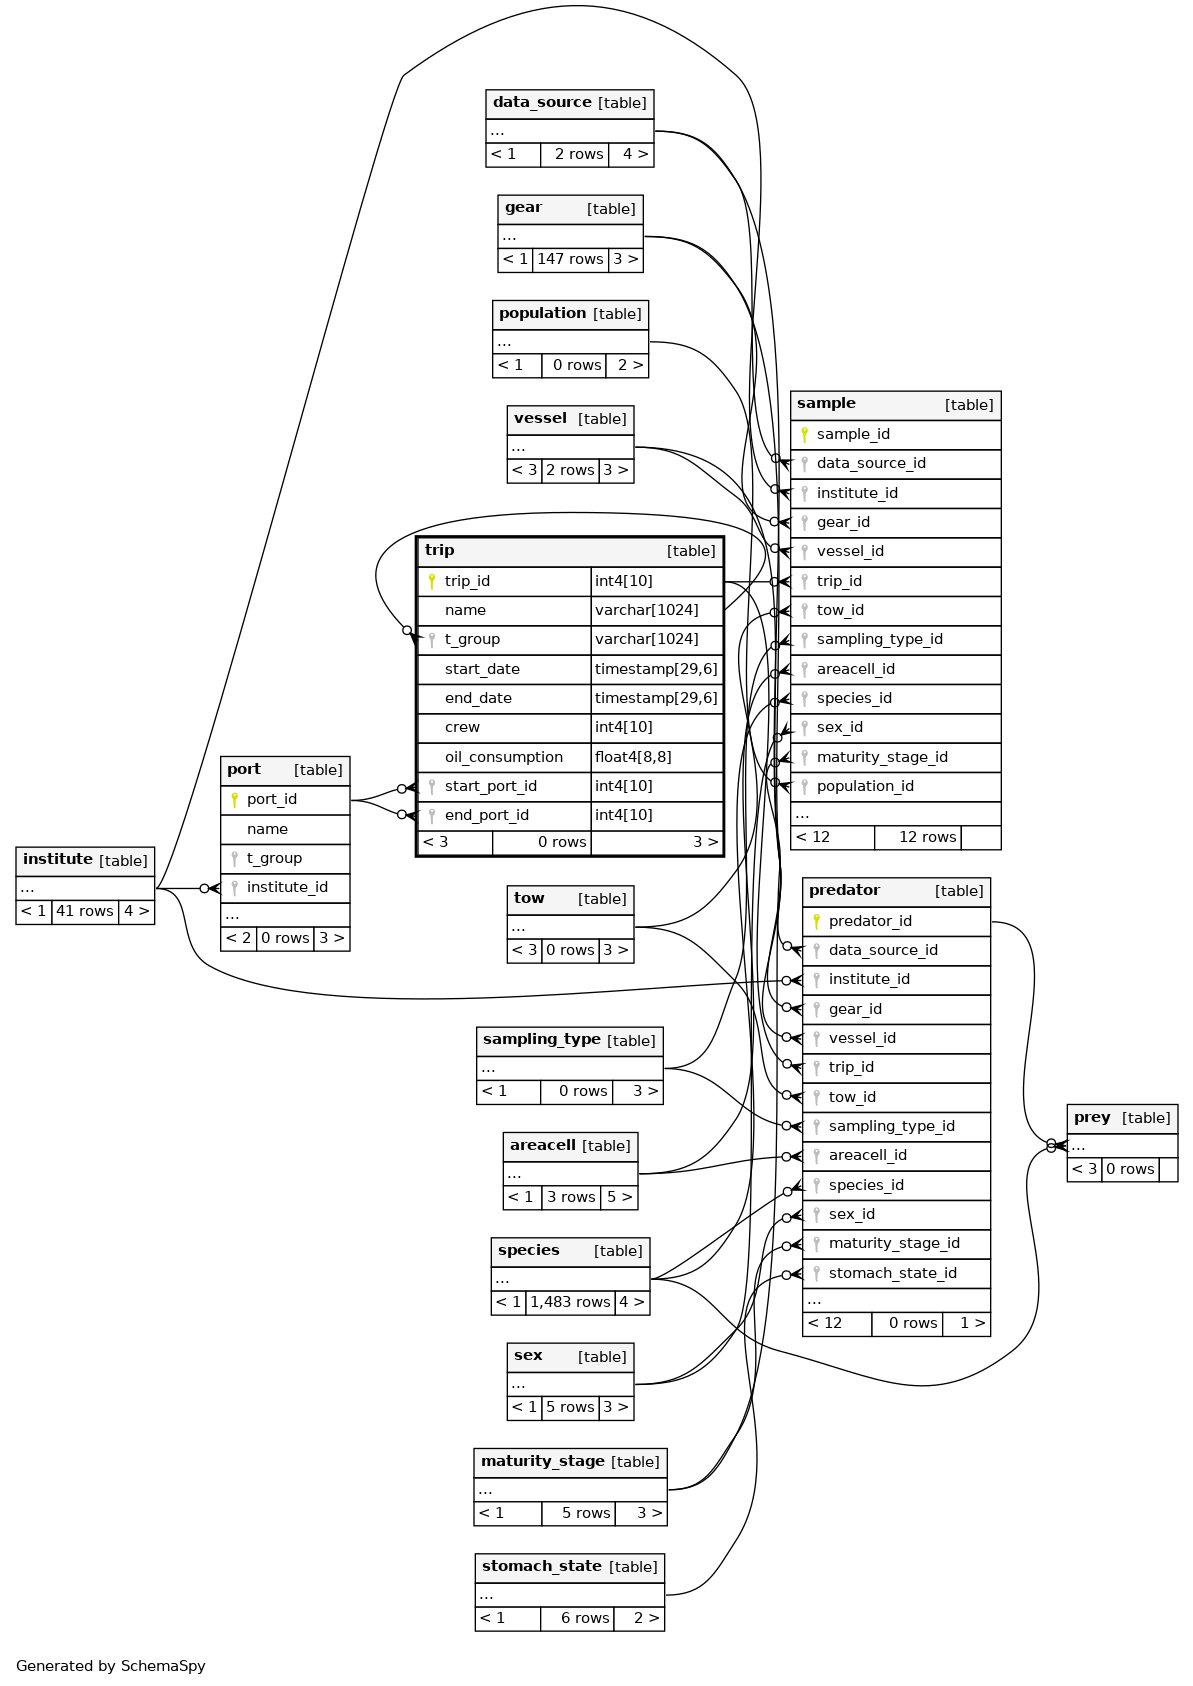 data_source [table]
...
< 1 2 rows 4 >
gear [table]
...
< 1 147 rows 3 >
population [table]
...
< 1 0 rows 2 >
vessel [table]
...
< 3 2 rows 3 >
trip [table]
trip_id int4[10]
name varchar[1024]
t_group varchar[1024]
start_date timestamp[29,6]
end_date timestamp[29,6]
crew int4[10]
oil_consumption float4[8,8]
start_port_id int4[10]
end_port_id int4[10]
< 3 0 rows 3 >
port [table]
port_id
name
t_group
institute_id
...
< 2 0 rows 3 >
institute [table]
...
< 1 41 rows 4 >
tow [table]
...
< 3 0 rows 3 >
sampling_type [table]
...
< 1 0 rows 3 >
areacell [table]
...
< 1 3 rows 5 >
species [table]
...
< 1 1,483 rows 4 >
sex [table]
...
< 1 5 rows 3 >
maturity_stage [table]
...
< 1 5 rows 3 >
stomach_state [table]
...
< 1 6 rows 2 >
sample [table]
sample_id
data_source_id
institute_id
gear_id
vessel_id
trip_id
tow_id
sampling_type_id
areacell_id
species_id
sex_id
maturity_stage_id
population_id
...
< 12 12 rows
predator [table]
predator_id
data_source_id
institute_id
gear_id
vessel_id
trip_id
tow_id
sampling_type_id
areacell_id
species_id
sex_id
maturity_stage_id
stomach_state_id
...
< 12 0 rows 1 >
prey [table]
...
< 3 0 rows
Generated by SchemaSpy